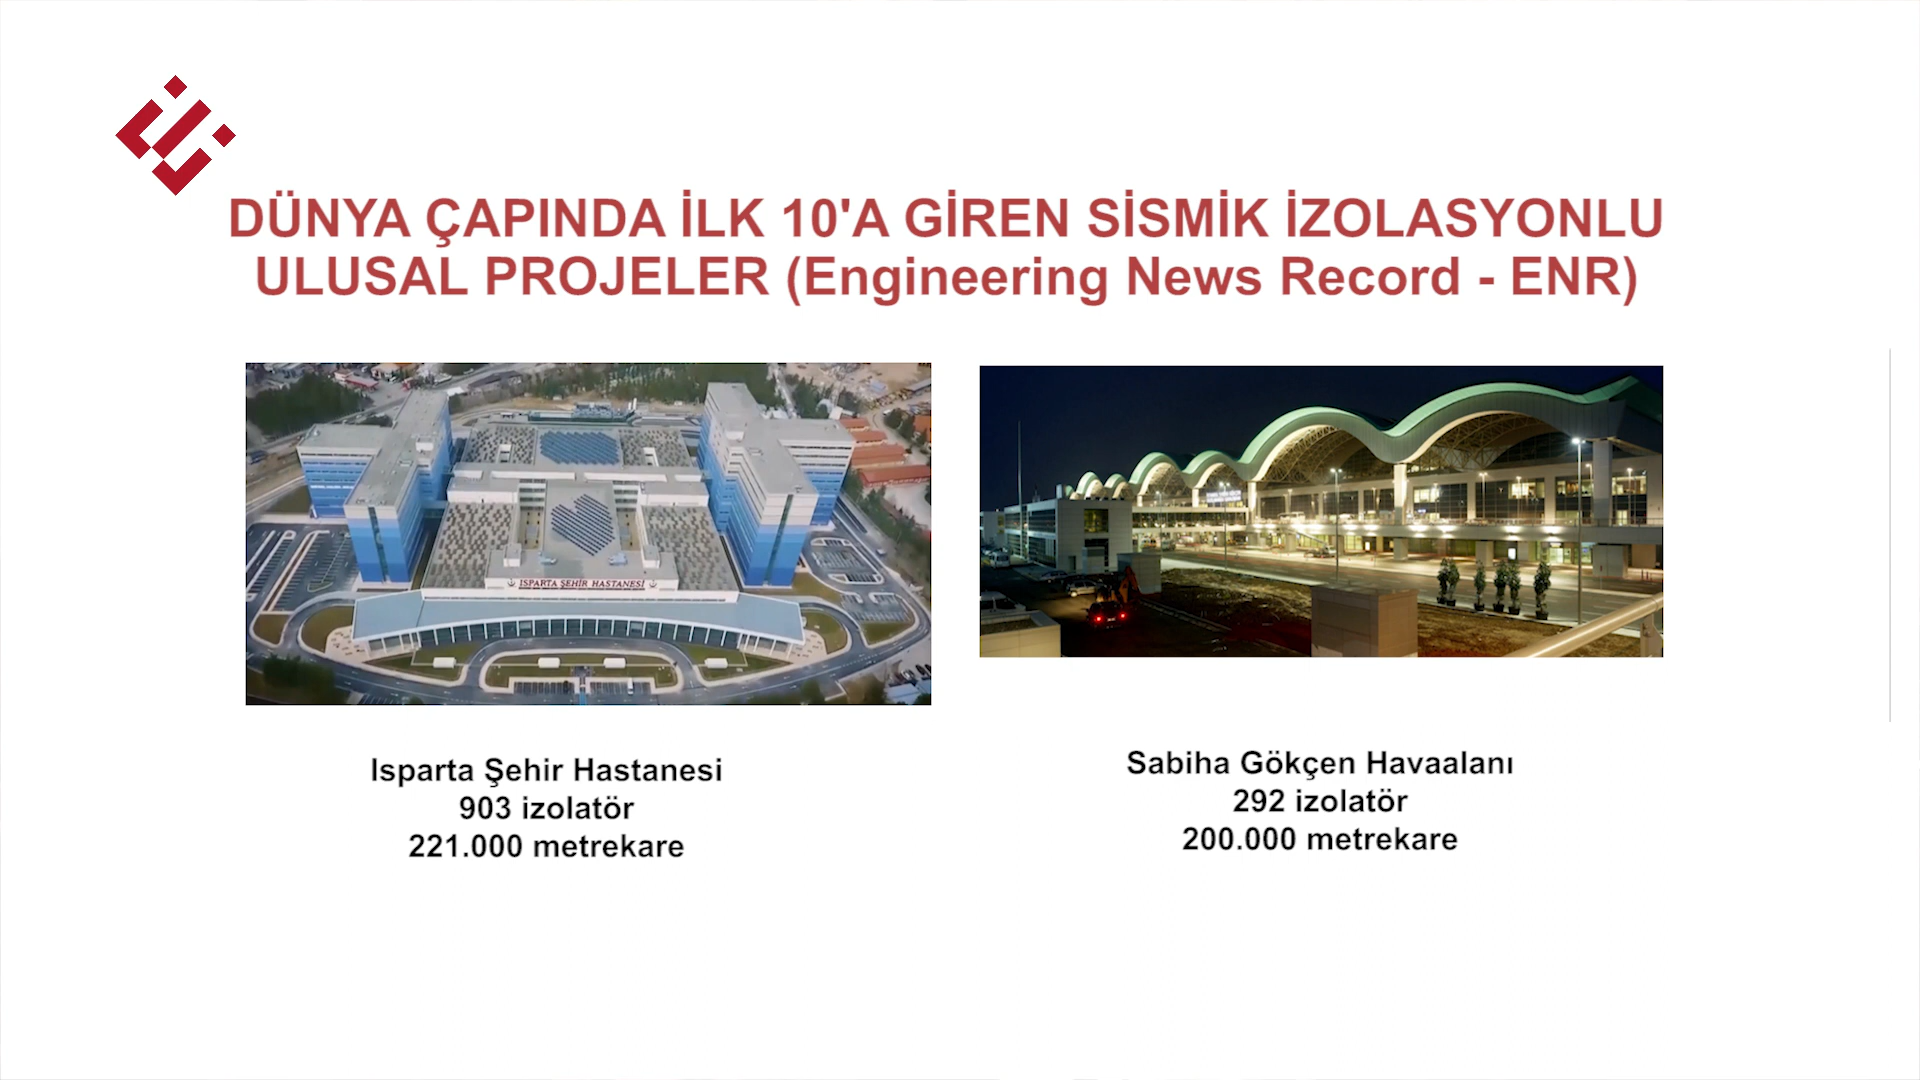 DÜNYA ÇAPINDA İLK 10'A GİREN SİSMİK İZOLASYONLU
ULUSAL PROJELER (Engineering News Record - ENR)
ISPARTA ŞEHİR HASTANESİ
Isparta Şehir Hastanesi
903 izolatör
221.000 metrekare
Sabiha Gökçen Havaalanı
292 izolatör
200.000 metrekare